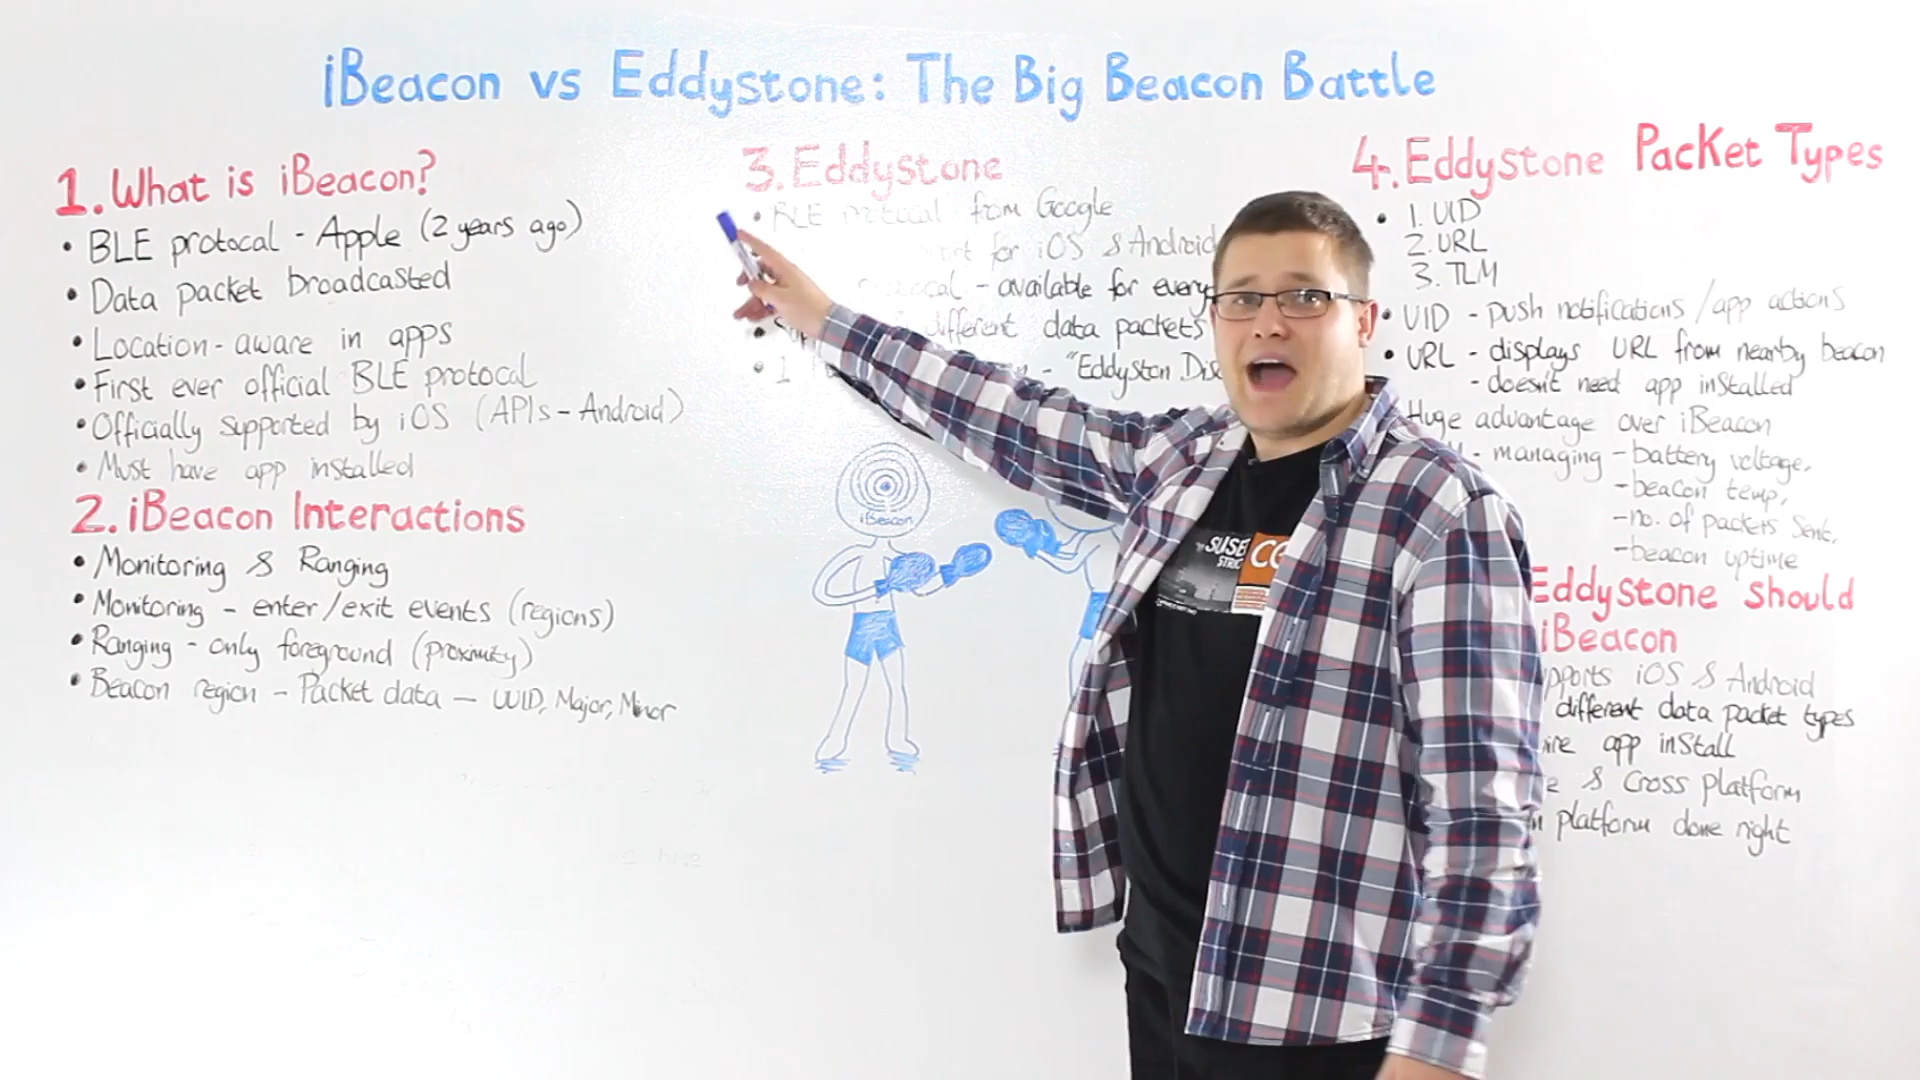 iBeacon vs Eddystone: The Big Beacon Battle
1. What is iBeacon?
• BLE protocal - Apple (2 years ago)
• Data packet broadcasted
• Location-aware in apps
• First ever official BLE protocal
• Officially supported by iOS (APIs - Android)
• Must have app installed
2. iBeacon Interactions
• Monitoring & Ranging
• Monitoring - enter/exit events (regions)
• Ranging - only foreground (proximity)
• Beacon region - Packet data — UUID, Major, Minor
3. Eddystone
• BLE from Google
for iOS & Android
- available for every
different data packets
• 1 - "Eddyston Dis
iBeacon
4. Eddystone Packet Types
• 1. UID
2. URL
3. TLM
• UID - push notifications/app actions
• URL - displays URL from nearby beacon
- doesn't need app installed
Huge advantage over iBeacon
- managing - battery voltage,
- beacon temp,
- no. of packets sent,
- beacon uptime
Eddystone should
iBeacon
iOS & Android
different data packet types
app install
& cross platform
platform done right
SUNSE
STRIC